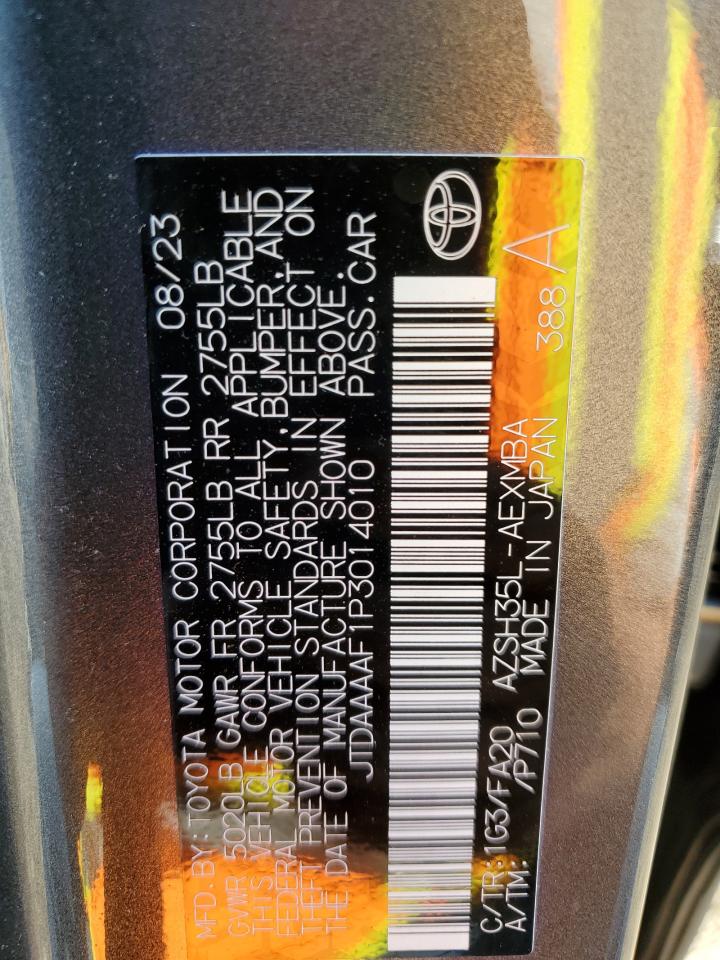 MFD. BY: TOYOTA MOTOR CORPORATION 08/23
GVWR 5020LB GAWR FR 2755LB RR 2755LB
THIS VEHICLE CONFORMS TO ALL APPLICABLE
FEDERAL MOTOR VEHICLE SAFETY, BUMPER, AND
THEFT PREVENTION STANDARDS IN EFFECT ON
THE DATE OF MANUFACTURE SHOWN ABOVE.
JTDAAAAF1P3014010 PASS. CAR
C/TR: 1G3/FA20 AZSH35L-AEXMBA 388 A
A/TM: /P710 MADE IN JAPAN